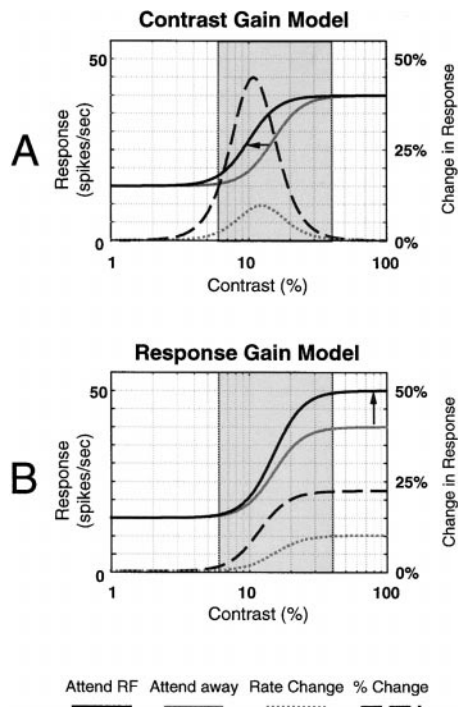 Contrast Gain Model
A
Response
(spikes/sec)
50
0
50%
25%
0%
Change in Response
1
10
100
Contrast (%)
Response Gain Model
B
Response
(spikes/sec)
50
0
50%
25%
0%
Change in Response
1
10
100
Contrast (%)
Attend RF Attend away Rate Change % Change